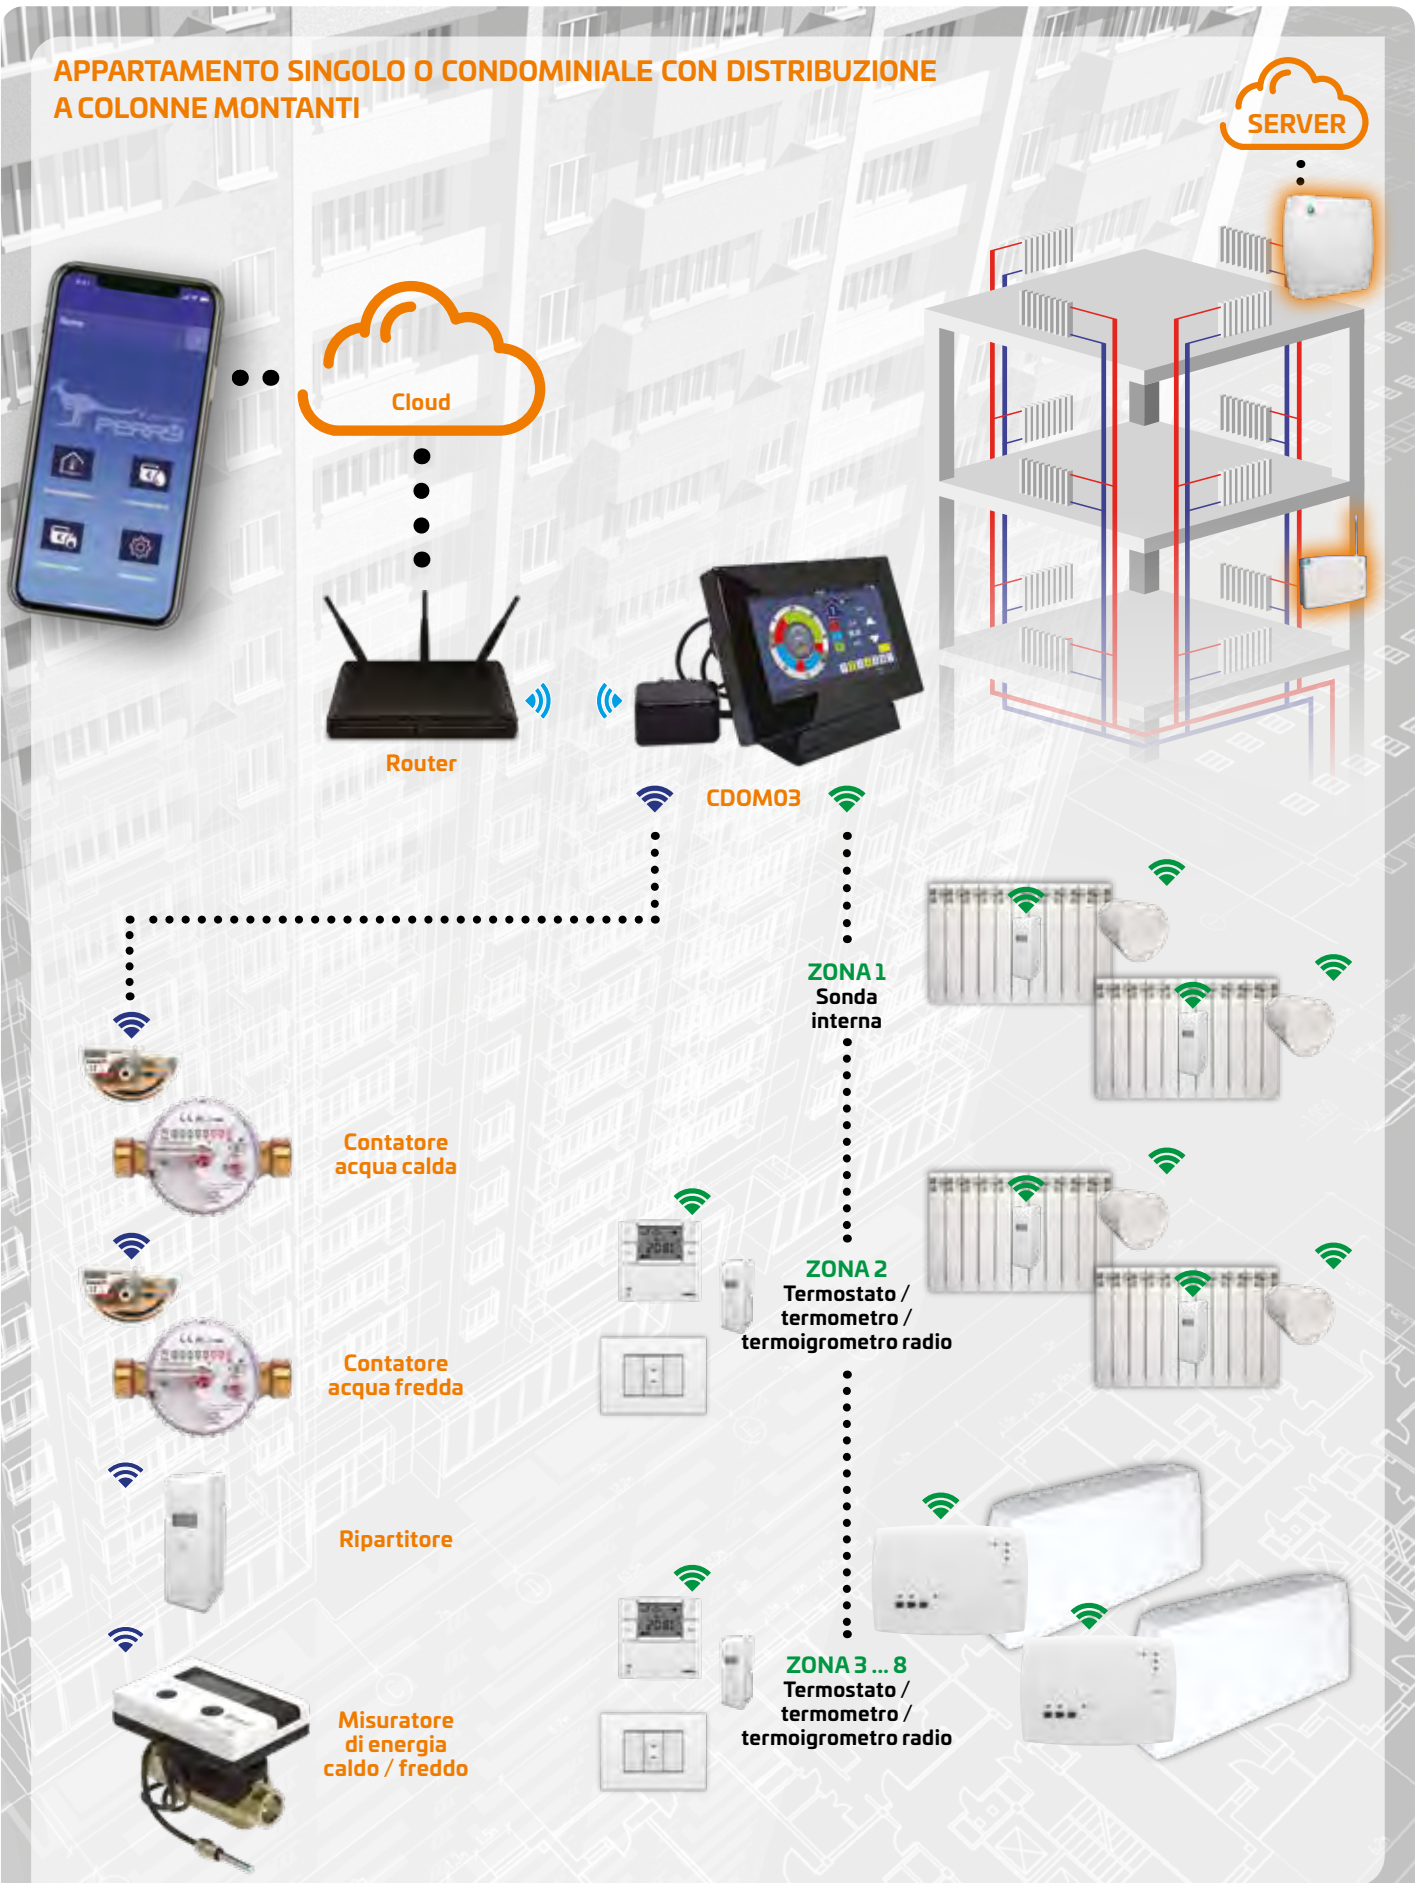 APPARTAMENTO SINGOLO O CONDOMINIALE CON DISTRIBUZIONE
A COLONNE MONTANTI
SERVER
Cloud
PERRY
Router
CDOM03
ZONA 1
Sonda
interna
Contatore
acqua calda
ZONA 2
Termostato /
termometro /
termoigrometro radio
Contatore
acqua fredda
Ripartitore
ZONA 3 ... 8
Termostato /
termometro /
termoigrometro radio
Misuratore
di energia
caldo / freddo